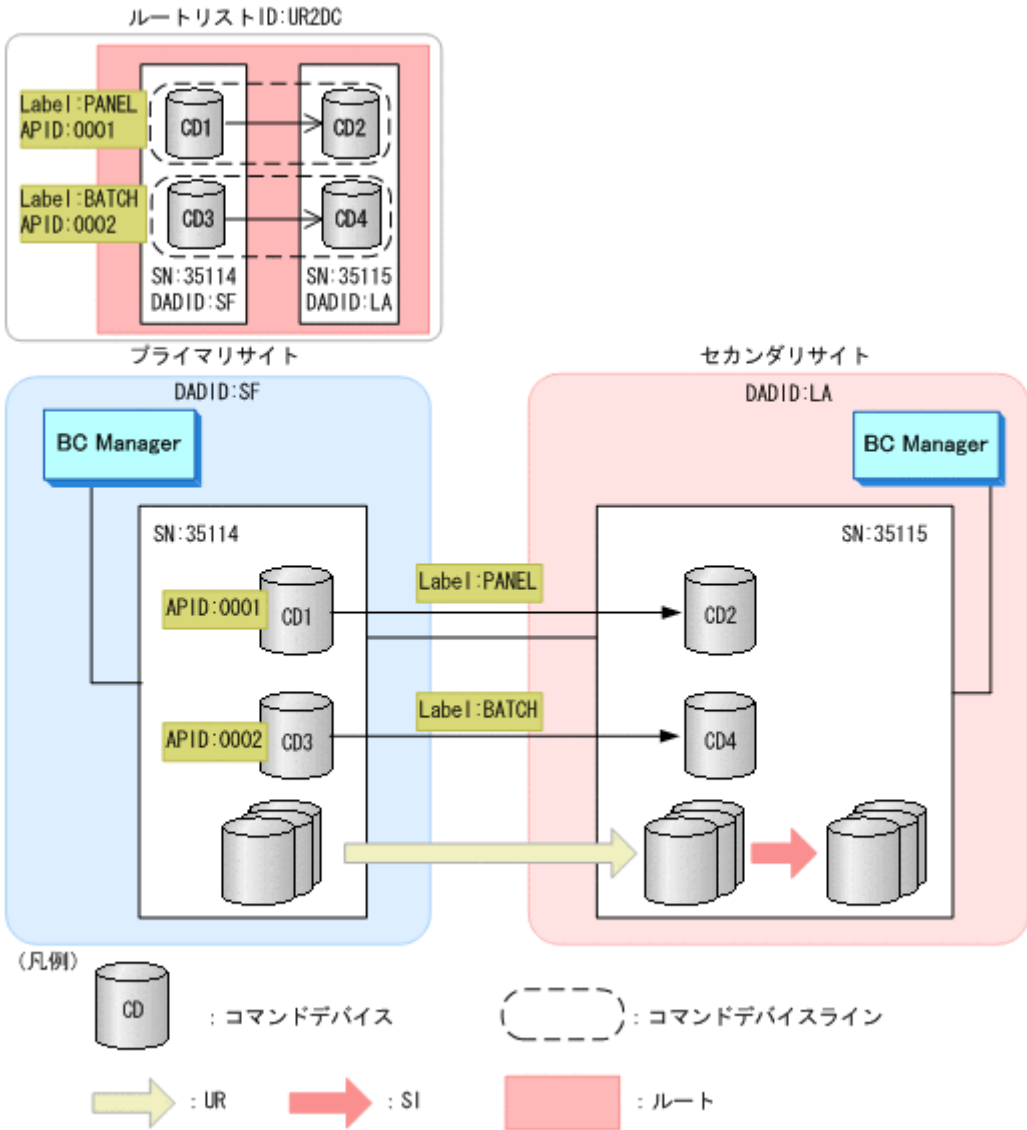 ルートリストID:UR2DC
Label:PANEL
APID:0001
CD1
CD2
Label:BATCH
APID:0002
CD3
CD4
SN:35114
DADID:SF
SN:35115
DADID:LA
プライマリサイト
セカンダリサイト
DADID:SF
DADID:LA
BC Manager
BC Manager
SN:35114
SN:35115
Label:PANEL
APID:0001
CD1
CD2
Label:BATCH
APID:0002
CD3
CD4
(凡例)
CD
:コマンドデバイス
:コマンドデバイスライン
:UR
:SI
:ルート